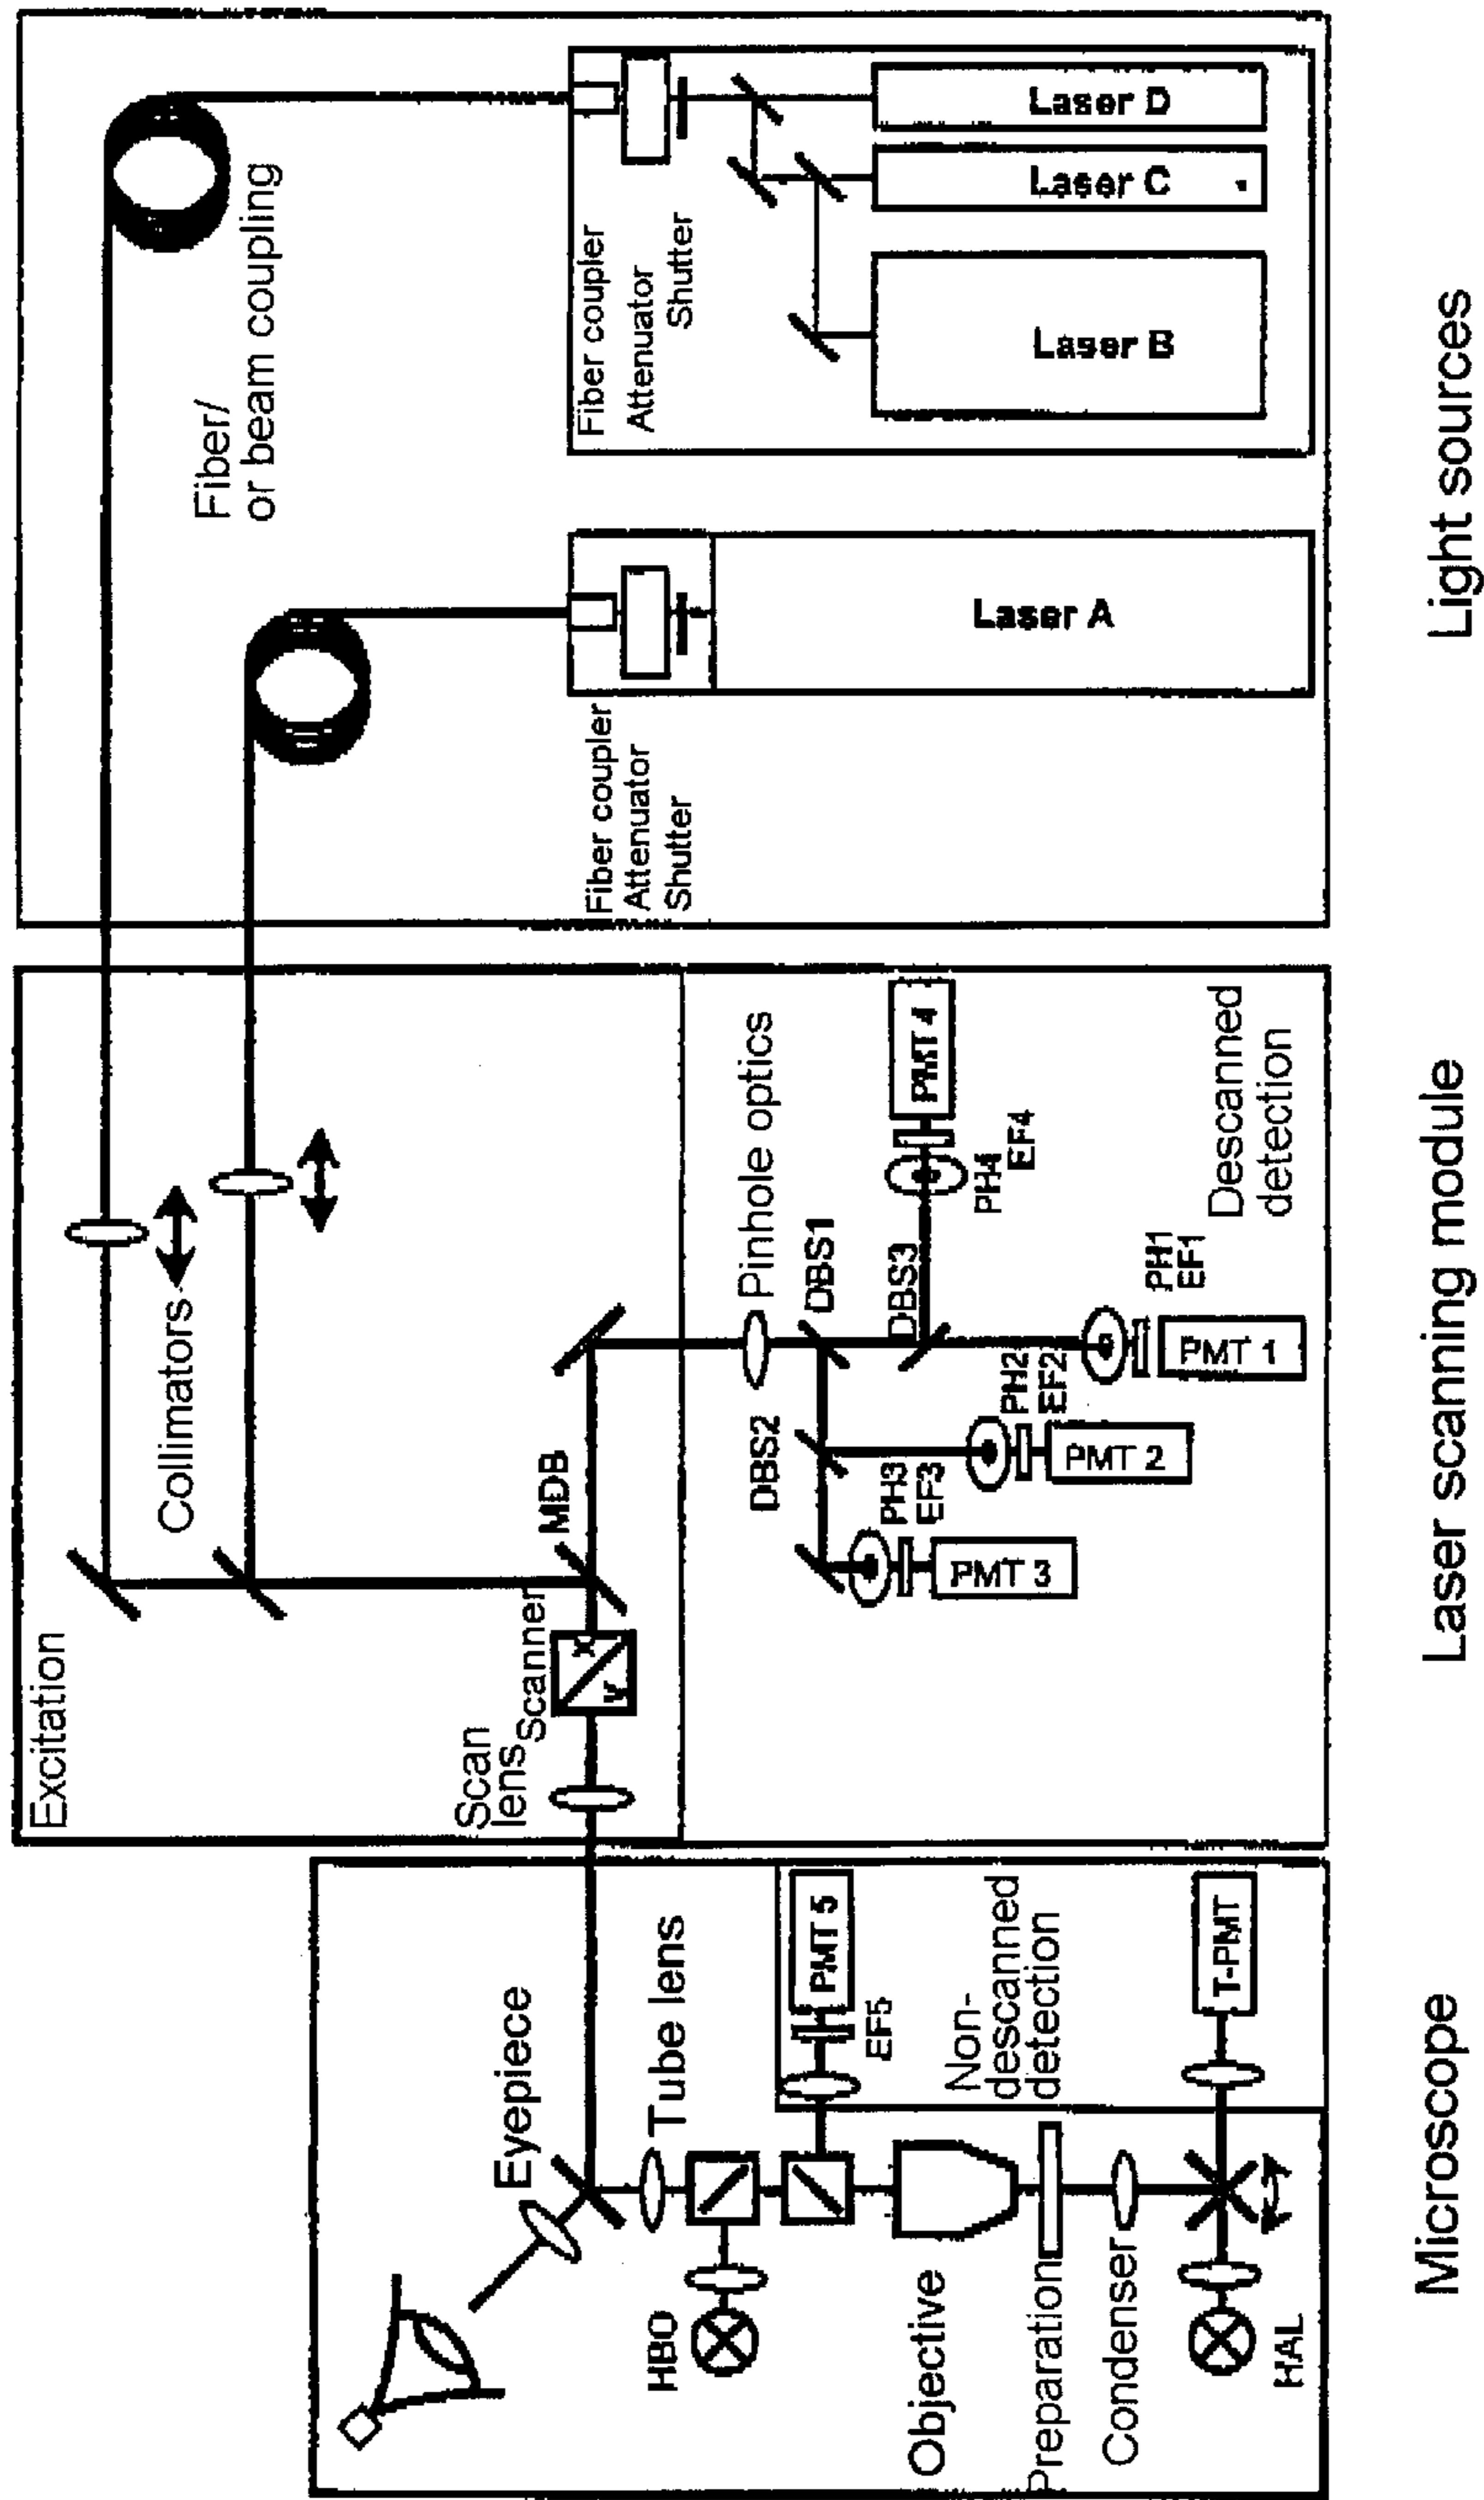 Excitation
Collimators
Scan
lens
Scanner
MDB
Fiber/
or beam coupling
Eyepiece
Tube lens
HBO
Objective
Preparation
Condenser
HAL
PMT 5
EF5
Non-
descanned
detection
T-PMT
Pinhole optics
DBS1
DBS2
DBS3
PMT 4
PH4
EF4
PH1
EF1
PMT 1
PH2
EF2
PMT 2
PH3
EF3
PMT 3
Descanned
detection
Fiber coupler
Attenuator
Shutter
Laser A
Fiber coupler
Attenuator
Shutter
Laser B
Laser C
Laser D
Microscope
Laser scanning module
Light sources